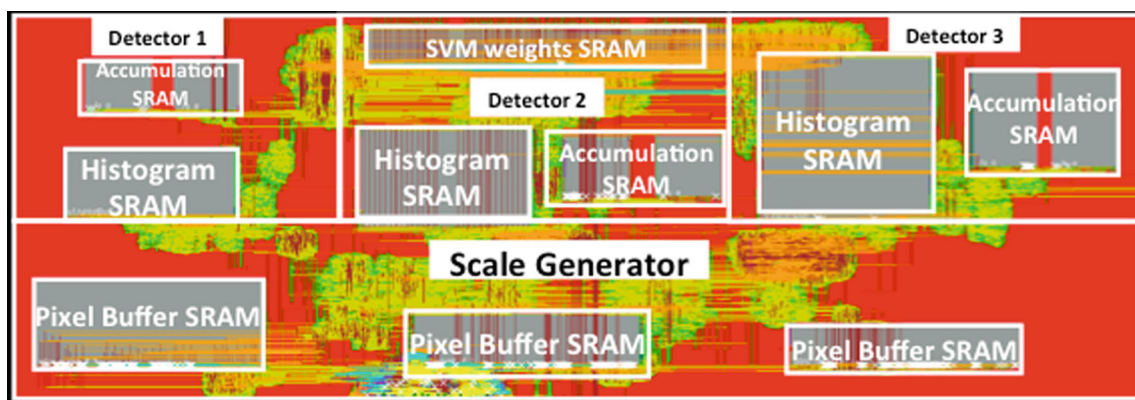 Detector 1
Accumulation
SRAM
Histogram
SRAM
SVM weights SRAM
Detector 2
Histogram
SRAM
Accumulation
SRAM
Detector 3
Histogram
SRAM
Accumulation
SRAM
Scale Generator
Pixel Buffer SRAM
Pixel Buffer SRAM
Pixel Buffer SRAM